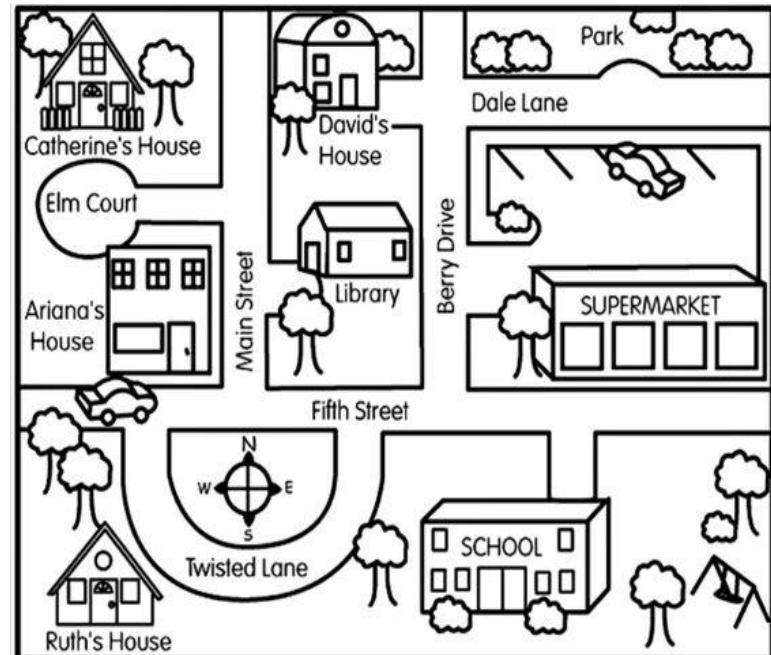 Park
Dale Lane
David's
House
Catherine's House
Elm Court
Berry Drive
Main Street
Library
Ariana's
House
SUPERMARKET
Fifth Street
N
W
E
S
SCHOOL
Twisted Lane
Ruth's House